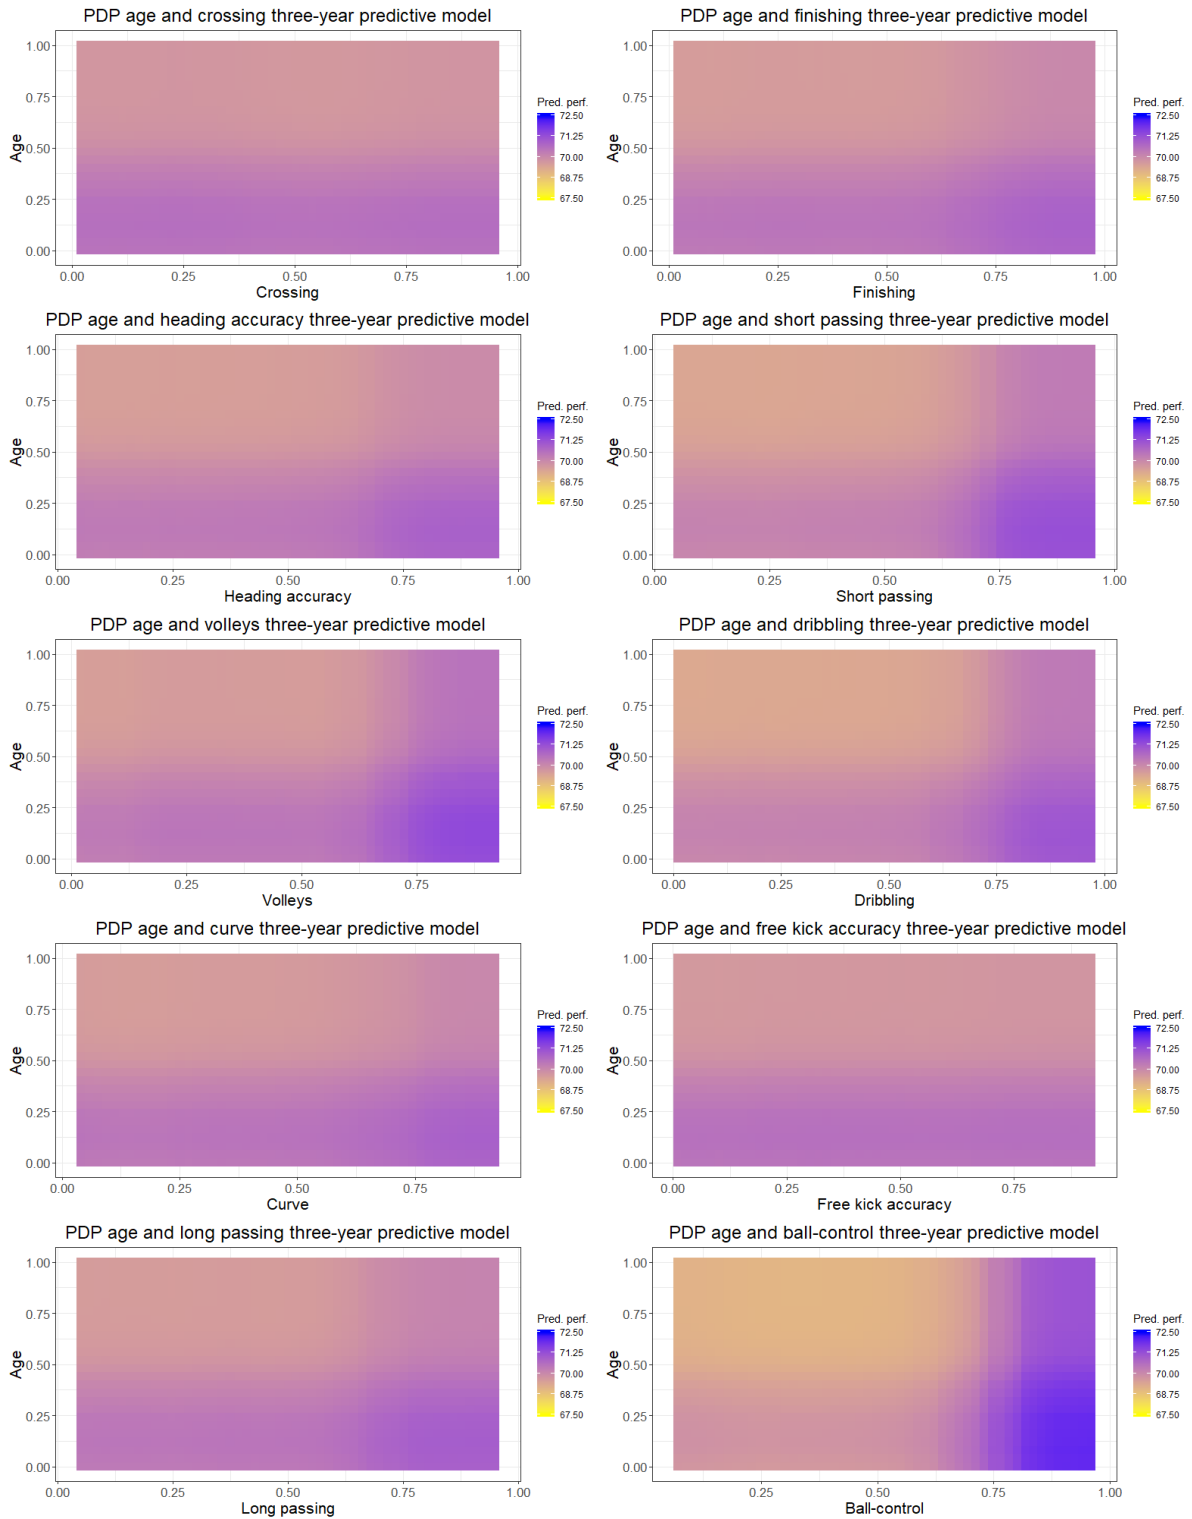 PDP age and crossing three-year predictive model
1.00
0.75
0.50
0.25
0.00
Age
0.00 0.25 0.50 0.75 1.00
Crossing
Pred. perf.
72.50
71.25
70.00
68.75
67.50
PDP age and finishing three-year predictive model
1.00
0.75
0.50
0.25
0.00
Age
0.00 0.25 0.50 0.75 1.00
Finishing
Pred. perf.
72.50
71.25
70.00
68.75
67.50
PDP age and heading accuracy three-year predictive model
1.00
0.75
0.50
0.25
0.00
Age
0.00 0.25 0.50 0.75 1.00
Heading accuracy
Pred. perf.
72.50
71.25
70.00
68.75
67.50
PDP age and short passing three-year predictive model
1.00
0.75
0.50
0.25
0.00
Age
0.00 0.25 0.50 0.75 1.00
Short passing
Pred. perf.
72.50
71.25
70.00
68.75
67.50
PDP age and volleys three-year predictive model
1.00
0.75
0.50
0.25
0.00
Age
0.00 0.25 0.50 0.75
Volleys
Pred. perf.
72.50
71.25
70.00
68.75
67.50
PDP age and dribbling three-year predictive model
1.00
0.75
0.50
0.25
0.00
Age
0.00 0.25 0.50 0.75 1.00
Dribbling
Pred. perf.
72.50
71.25
70.00
68.75
67.50
PDP age and curve three-year predictive model
1.00
0.75
0.50
0.25
0.00
Age
0.00 0.25 0.50 0.75
Curve
Pred. perf.
72.50
71.25
70.00
68.75
67.50
PDP age and free kick accuracy three-year predictive model
1.00
0.75
0.50
0.25
0.00
Age
0.00 0.25 0.50 0.75
Free kick accuracy
Pred. perf.
72.50
71.25
70.00
68.75
67.50
PDP age and long passing three-year predictive model
1.00
0.75
0.50
0.25
0.00
Age
0.00 0.25 0.50 0.75 1.00
Long passing
Pred. perf.
72.50
71.25
70.00
68.75
67.50
PDP age and ball-control three-year predictive model
1.00
0.75
0.50
0.25
0.00
Age
0.25 0.50 0.75 1.00
Ball-control
Pred. perf.
72.50
71.25
70.00
68.75
67.50